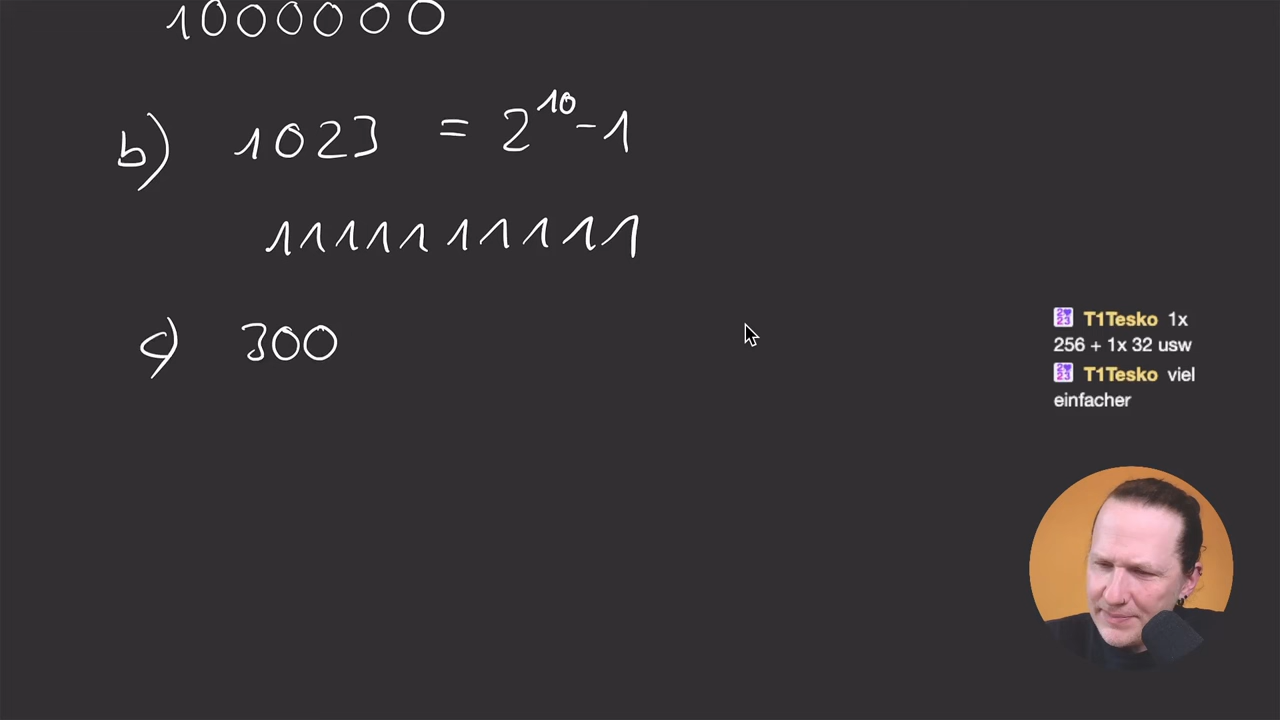 1000000
b) 1023 = 2^10 - 1
1111111111
c) 300
T1Tesko 1x
256 + 1x 32 usw
T1Tesko viel
einfacher